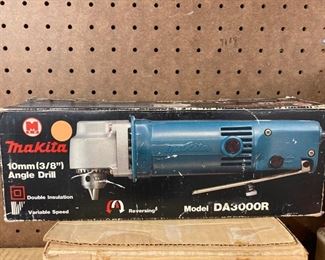 M
makita
10mm(3/8")
Angle Drill
Double Insulation
Variable Speed
Reversing
Model DA3000R